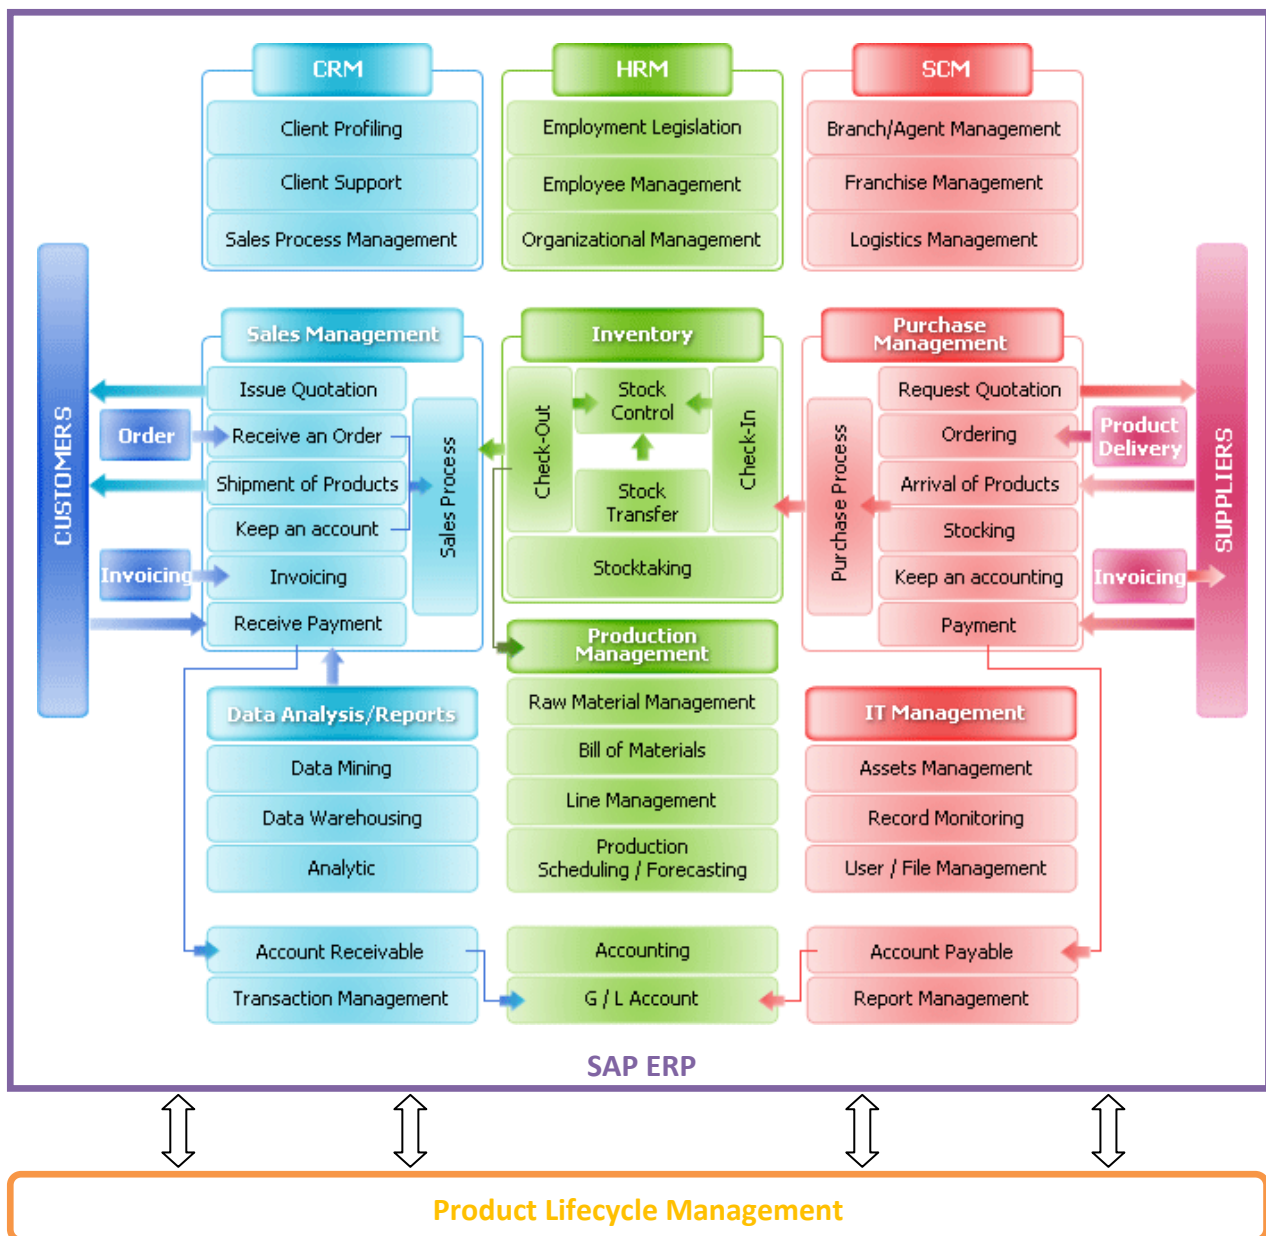 CRM
Client Profiling
Client Support
Sales Process Management
HRM
Employment Legislation
Employee Management
Organizational Management
SCM
Branch/Agent Management
Franchise Management
Logistics Management
CUSTOMERS
Order
Invoicing
Sales Management
Issue Quotation
Receive an Order
Shipment of Products
Keep an account
Invoicing
Receive Payment
Sales Process
Inventory
Check-Out
Stock
Control
Stock
Transfer
Check-In
Stocktaking
Purchase
Management
Purchase Process
Request Quotation
Ordering
Arrival of Products
Stocking
Keep an accounting
Payment
Product
Delivery
Invoicing
SUPPLIERS
Data Analysis/Reports
Data Mining
Data Warehousing
Analytic
Production
Management
Raw Material Management
Bill of Materials
Line Management
Production
Scheduling / Forecasting
IT Management
Assets Management
Record Monitoring
User / File Management
Account Receivable
Transaction Management
Accounting
G / L Account
Account Payable
Report Management
SAP ERP
Product Lifecycle Management